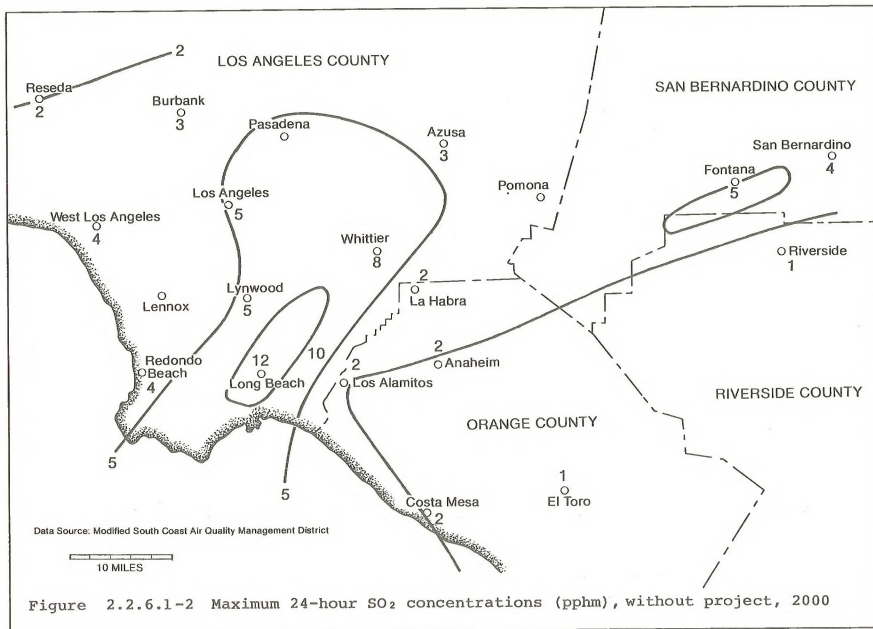 2
LOS ANGELES COUNTY
SAN BERNARDINO COUNTY
Reseda
2
Burbank
3
Pasadena
Azusa
3
San Bernardino
4
Fontana
5
Pomona
Los Angeles
5
West Los Angeles
4
Whittier
8
Riverside
1
2
La Habra
Lennox
Lynwood
5
10
2
Anaheim
Redondo
Beach
4
12
Long Beach
2
Los Alamitos
RIVERSIDE COUNTY
ORANGE COUNTY
5
5
1
El Toro
Costa Mesa
2
Data Source: Modified South Coast Air Quality Management District
10 MILES
Figure 2.2.6.1-2 Maximum 24-hour SO₂ concentrations (pphm), without project, 2000